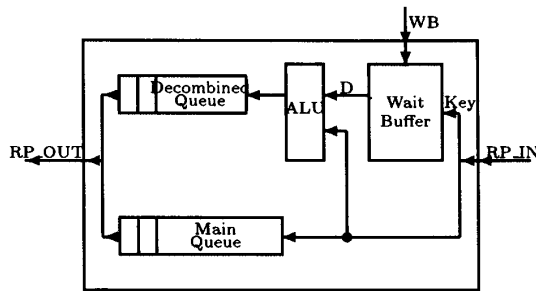 WB
Decombined
Queue
ALU
D
Wait
Buffer
Key
RP_OUT
RP_IN
Main
Queue